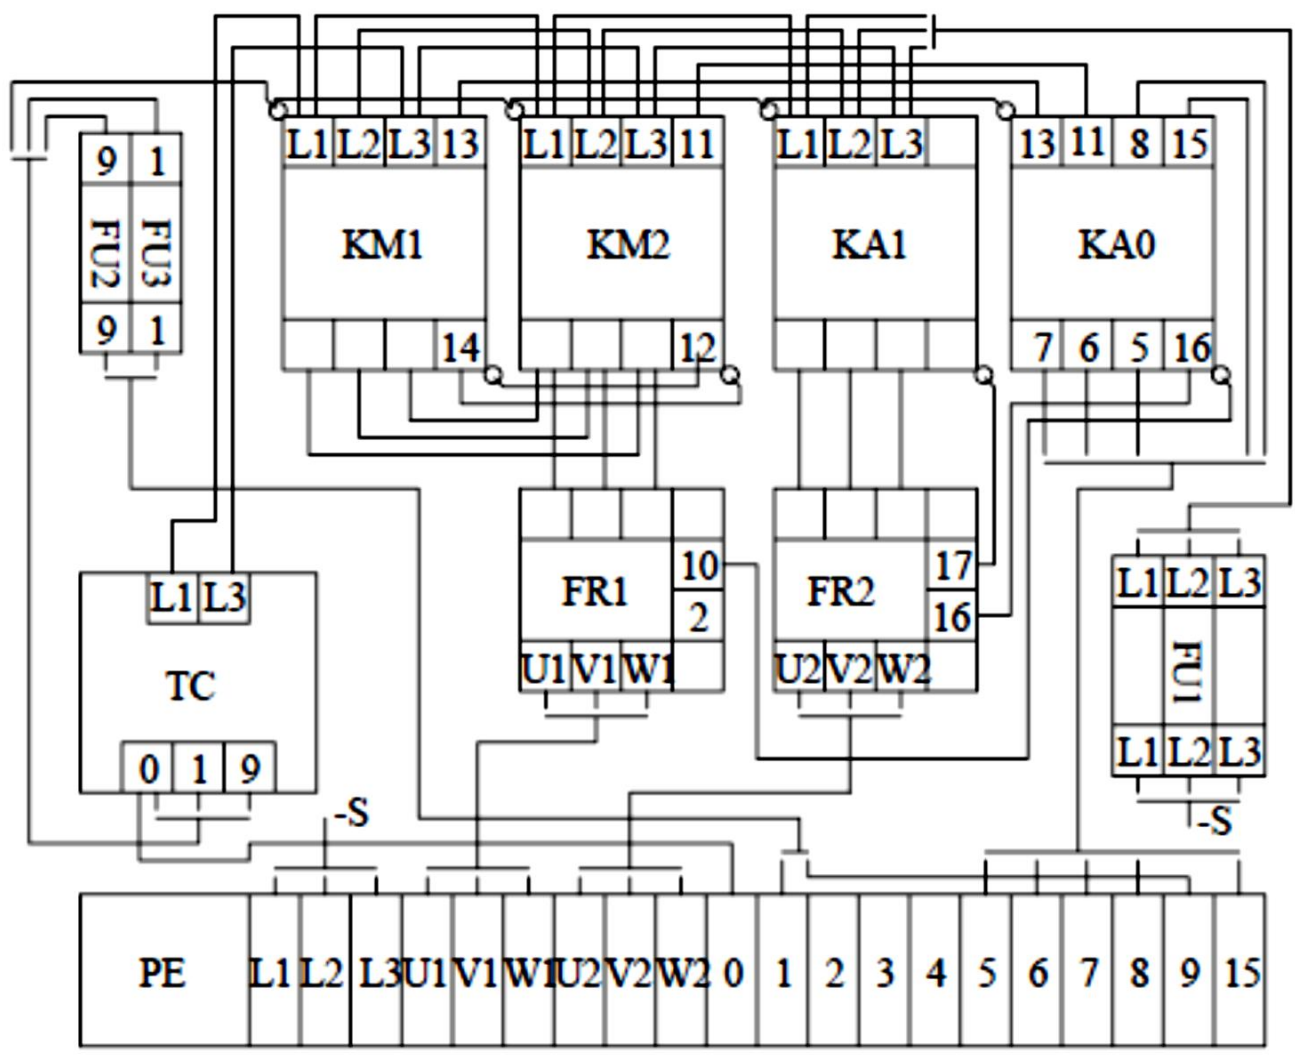 L1 L2 L3 13 L1 L2 L3 11 L1 L2 L3 13 11 8 15
9 1
FU2 FU3 KM1 KM2 KA1 KA0
9 1 14 12 7 6 5 16
L1 L3 FR1 10 FR2 17 L1 L2 L3
2 16
TC U1 V1 W1 U2 V2 W2 FU1
0 1 9 L1 L2 L3
-S -S
PE L1 L2 L3 U1 V1 W1 U2 V2 W2 0 1 2 3 4 5 6 7 8 9 15